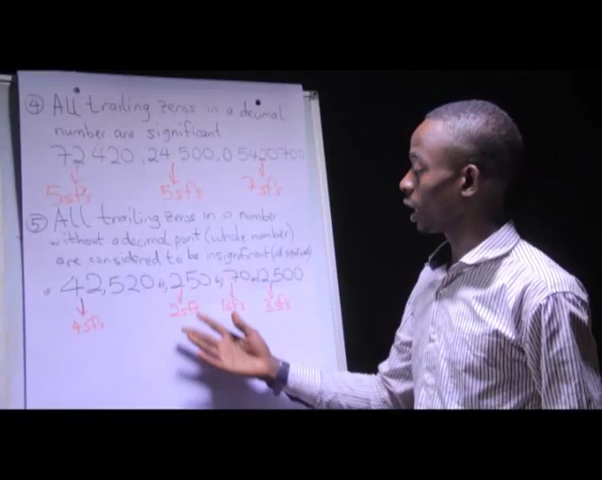 ④ All trailing zeros in a decimal
number are significant
72.420, 24.500, 0.5420700
5sfs 5sfs 7sfs
⑤ All trailing zeros in a number
without a decimal point (whole number)
are considered to be insignificant
42,520 250 70 12,500
4sfs 2sfs 1sfs 3sfs